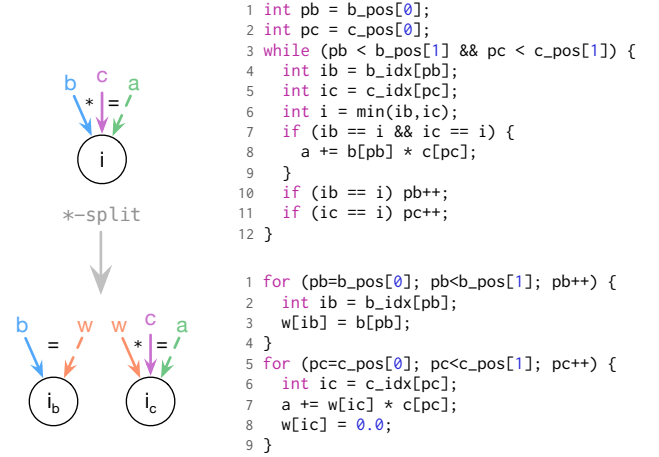 b c a
* =
i
*-split
b w w c a
= * =
i_b i_c
1 int pb = b_pos[0];
2 int pc = c_pos[0];
3 while (pb < b_pos[1] && pc < c_pos[1]) {
4   int ib = b_idx[pb];
5   int ic = c_idx[pc];
6   int i = min(ib,ic);
7   if (ib == i && ic == i) {
8     a += b[pb] * c[pc];
9   }
10   if (ib == i) pb++;
11   if (ic == i) pc++;
12 }
1 for (pb=b_pos[0]; pb<b_pos[1]; pb++) {
2   int ib = b_idx[pb];
3   w[ib] = b[pb];
4 }
5 for (pc=c_pos[0]; pc<c_pos[1]; pc++) {
6   int ic = c_idx[pc];
7   a += w[ic] * c[pc];
8   w[ic] = 0.0;
9 }